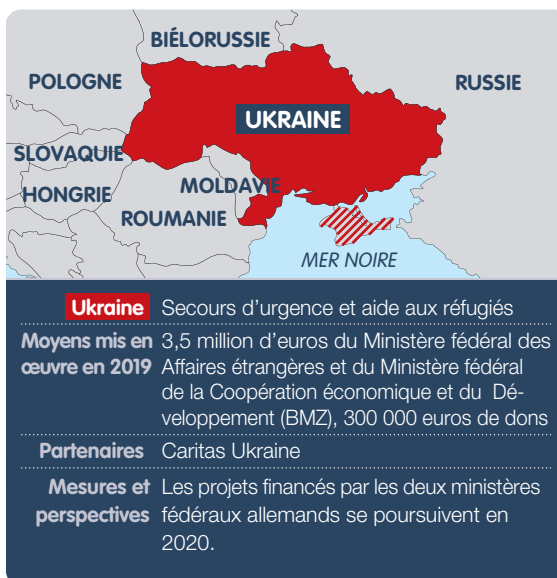 BIÉLORUSSIE
POLOGNE
RUSSIE
UKRAINE
SLOVAQUIE
HONGRIE
MOLDAVIE
ROUMANIE
MER NOIRE
Ukraine Secours d’urgence et aide aux réfugiés
Moyens mis en 3,5 million d’euros du Ministère fédéral des
œuvre en 2019 Affaires étrangères et du Ministère fédéral
de la Coopération économique et du Dé-
veloppement (BMZ), 300 000 euros de dons
Partenaires Caritas Ukraine
Mesures et Les projets financés par les deux ministères
perspectives fédéraux allemands se poursuivent en
2020.